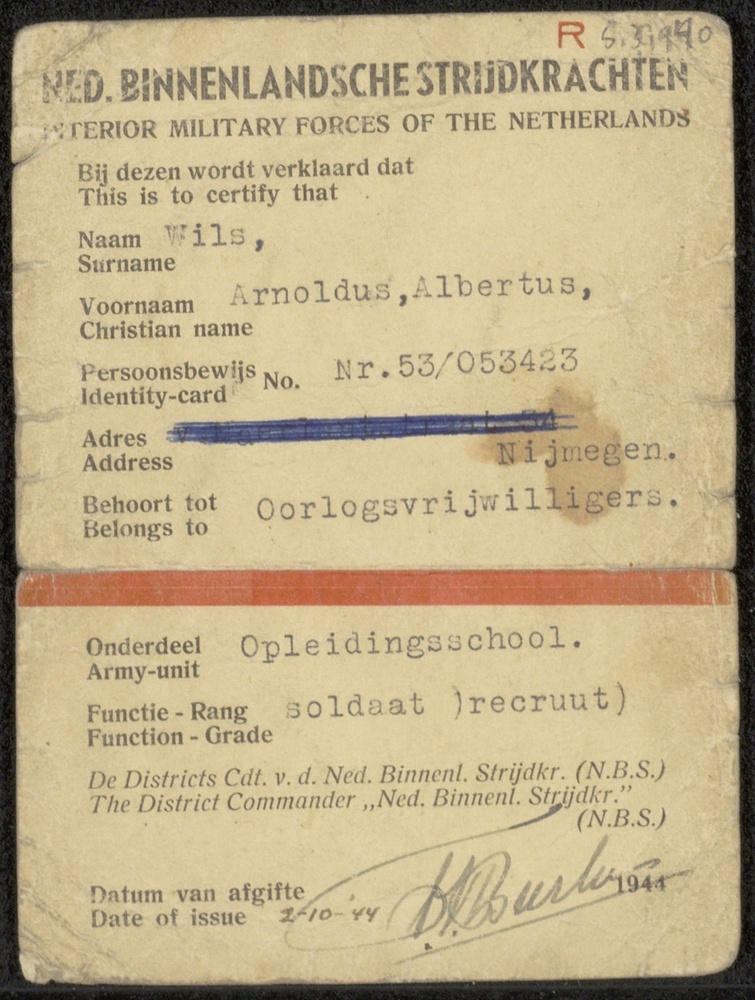 R
NED. BINNENLANDSCHE STRIJDKRACHTEN
INTERIOR MILITARY FORCES OF THE NETHERLANDS
Bij dezen wordt verklaard dat
This is to certify that
Naam Wils,
Surname
Voornaam Arnoldus,Albertus,
Christian name
Persoonsbewijs No. Nr.53/053423
Identity-card
Adres
Address Nijmegen.
Behoort tot Oorlogsvrijwilligers.
Belongs to
Onderdeel Opleidingsschool.
Army-unit
Functie - Rang soldaat )recruut)
Function - Grade
De Districts Cdt. v. d. Ned. Binnenl. Strijdkr. (N.B.S.)
The District Commander „Ned. Binnenl. Strijdkr.”
(N.B.S.)
Datum van afgifte 1944
Date of issue 2-10-'44